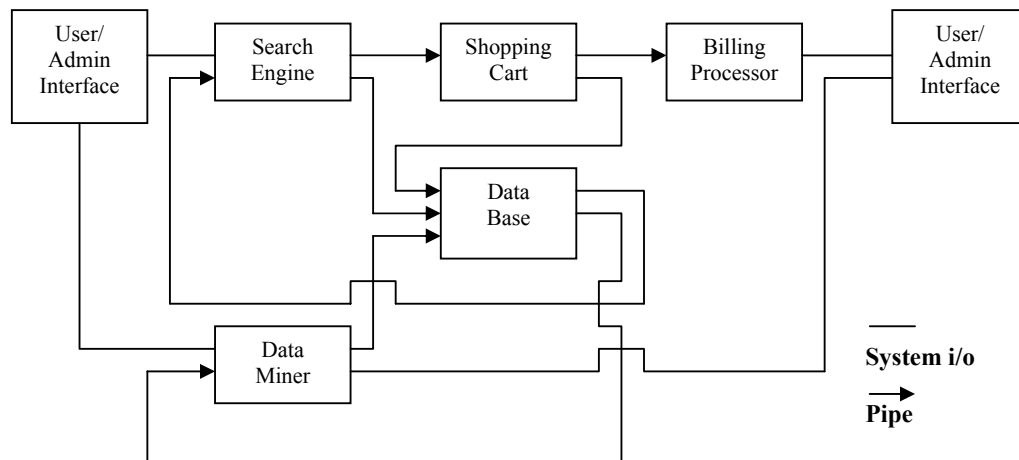 User/
Admin
Interface
Search
Engine
Shopping
Cart
Billing
Processor
User/
Admin
Interface
Data
Base
Data
Miner
System i/o
Pipe